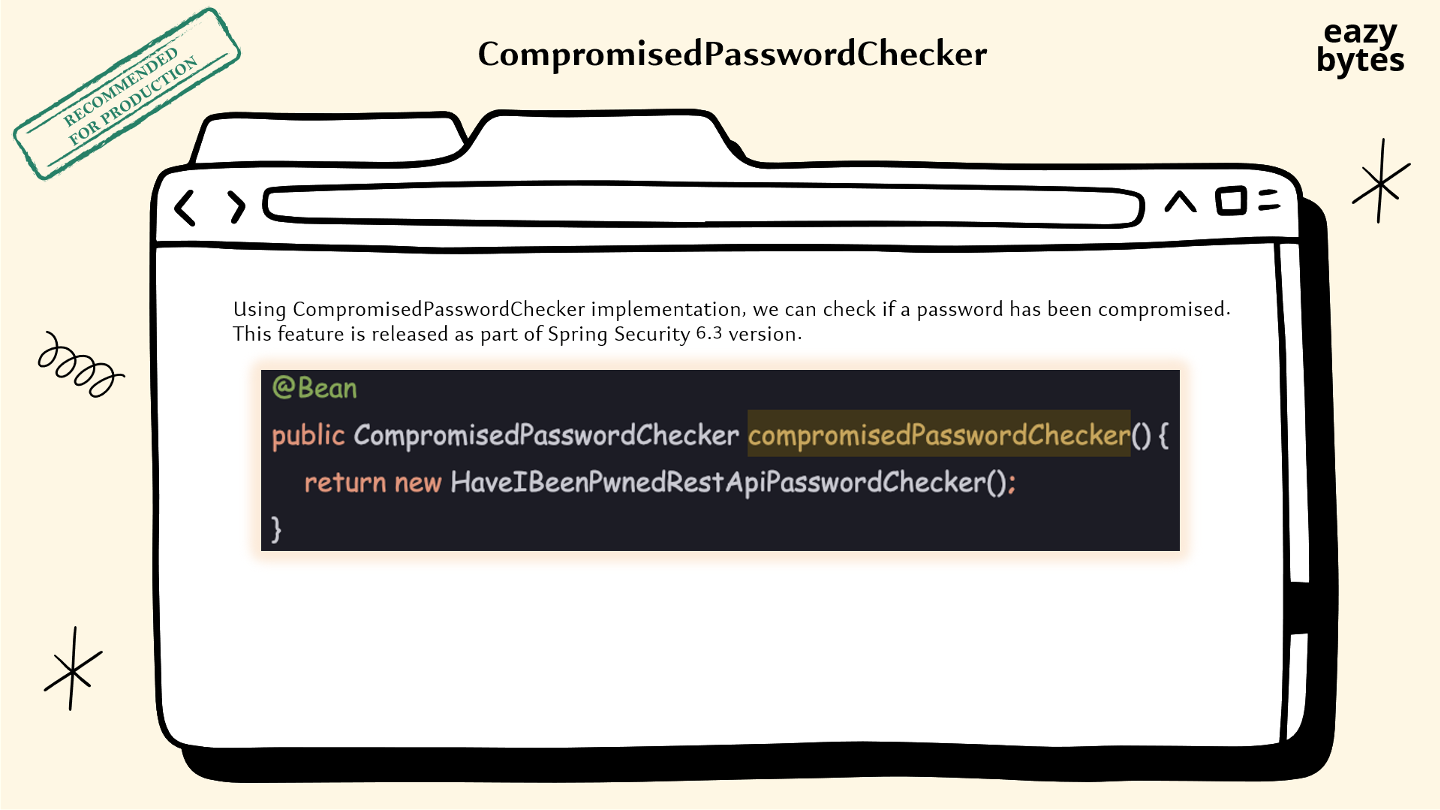 RECOMMENDED
FOR PRODUCTION
CompromisedPasswordChecker
eazy
bytes
Using CompromisedPasswordChecker implementation, we can check if a password has been compromised.
This feature is released as part of Spring Security 6.3 version.
@Bean
public CompromisedPasswordChecker compromisedPasswordChecker() {
return new HaveIBeenPwnedRestApiPasswordChecker();
}